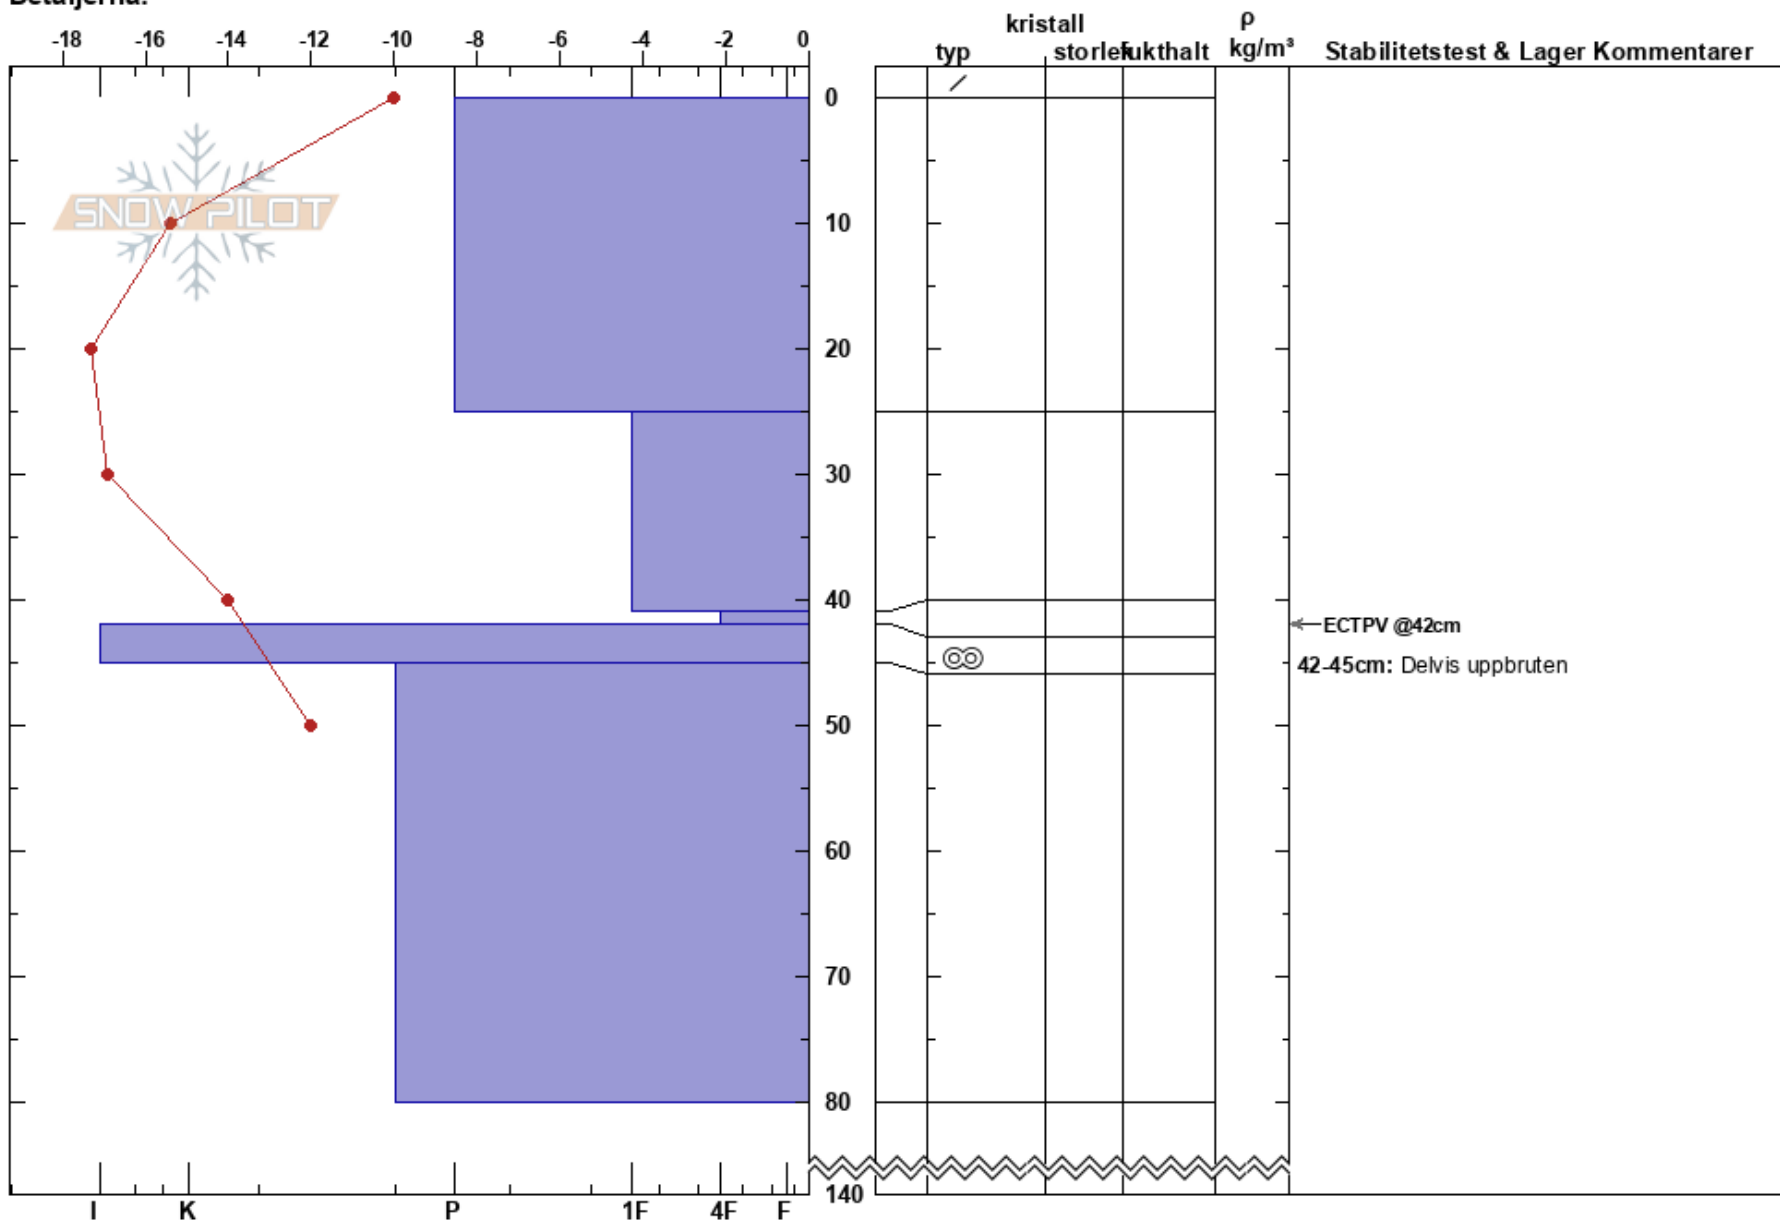 -18 -16 -14 -12 -10 -8 -6 -4 -2 0
kristall
typ storlek fukthalt
ρ
kg/m³
Stabilitetstest & Lager Kommentarer
SNOW PILOT
0
10
20
30
40
50
60
70
80
140
ECTPV @42cm
42-45cm: Delvis uppbruten
I K P 1F 4F F